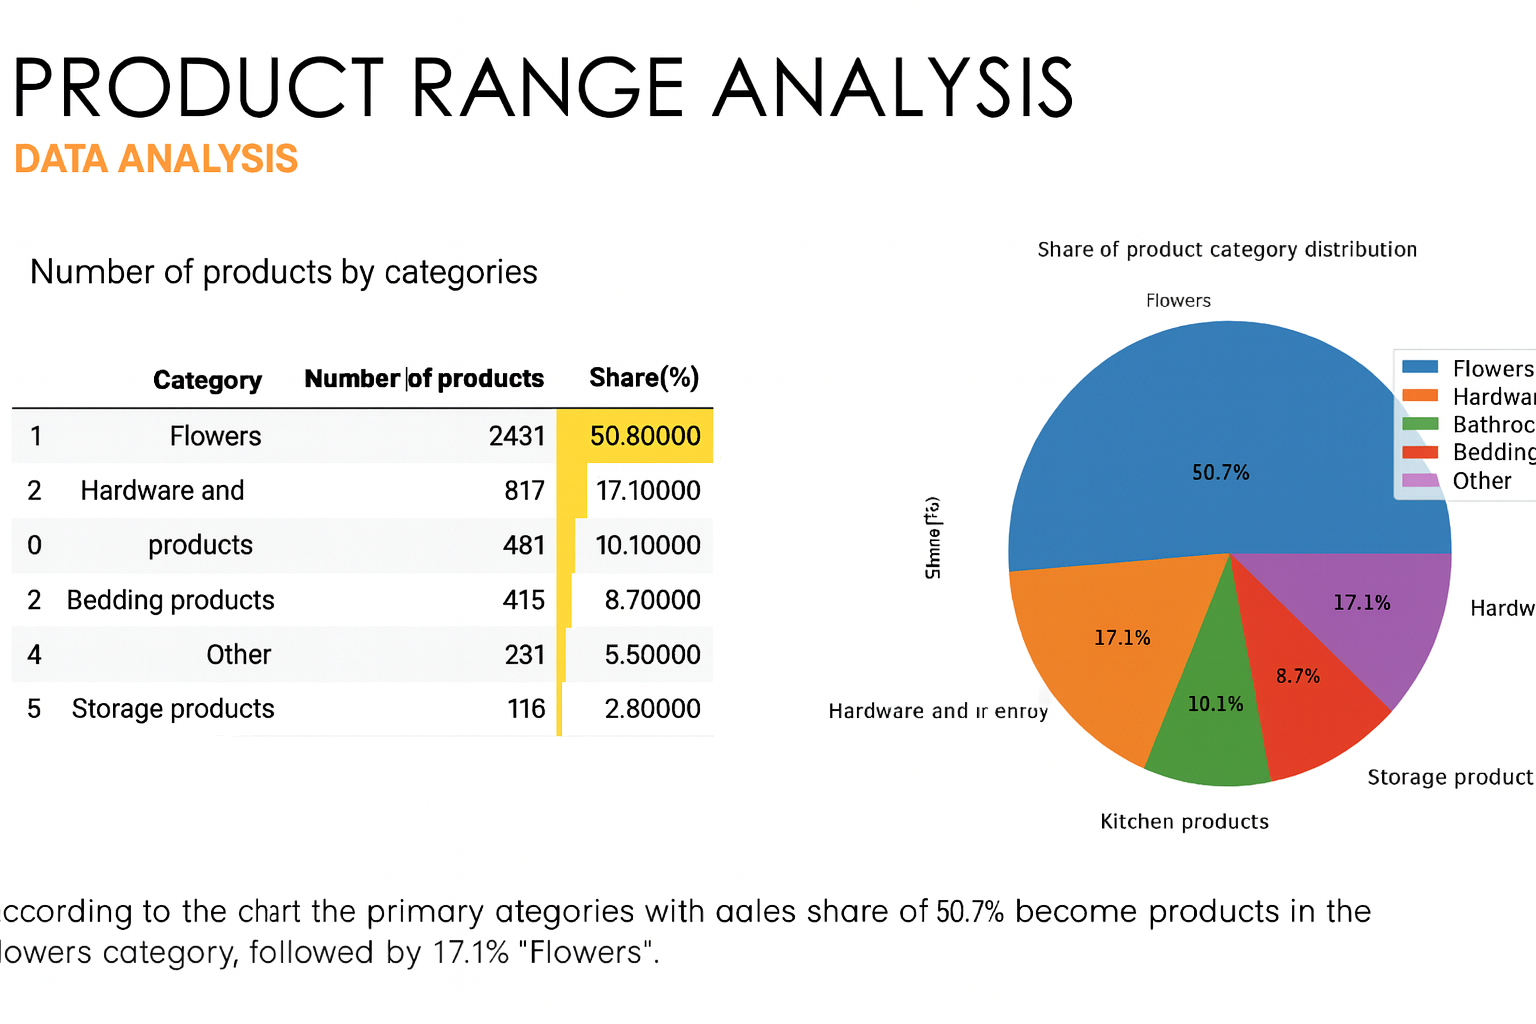 PRODUCT RANGE ANALYSIS
DATA ANALYSIS
Number of products by categories
Category Number of products Share(%)
1 Flowers 2431 50.80000
2 Hardware and 817 17.10000
0 products 481 10.10000
2 Bedding products 415 8.70000
4 Other 231 5.50000
5 Storage products 116 2.80000
Share of product category distribution
Flowers
Flowers
Hardwar
Bathroo
Bedding
Other
50.7%
17.1%
17.1%
8.7%
10.1%
Hardw
Hardware and
Storage product
Kitchen products
ccording to the chart the primary ategories with aales share of 50.7% become products in the
lowers category, followed by 17.1% "Flowers".